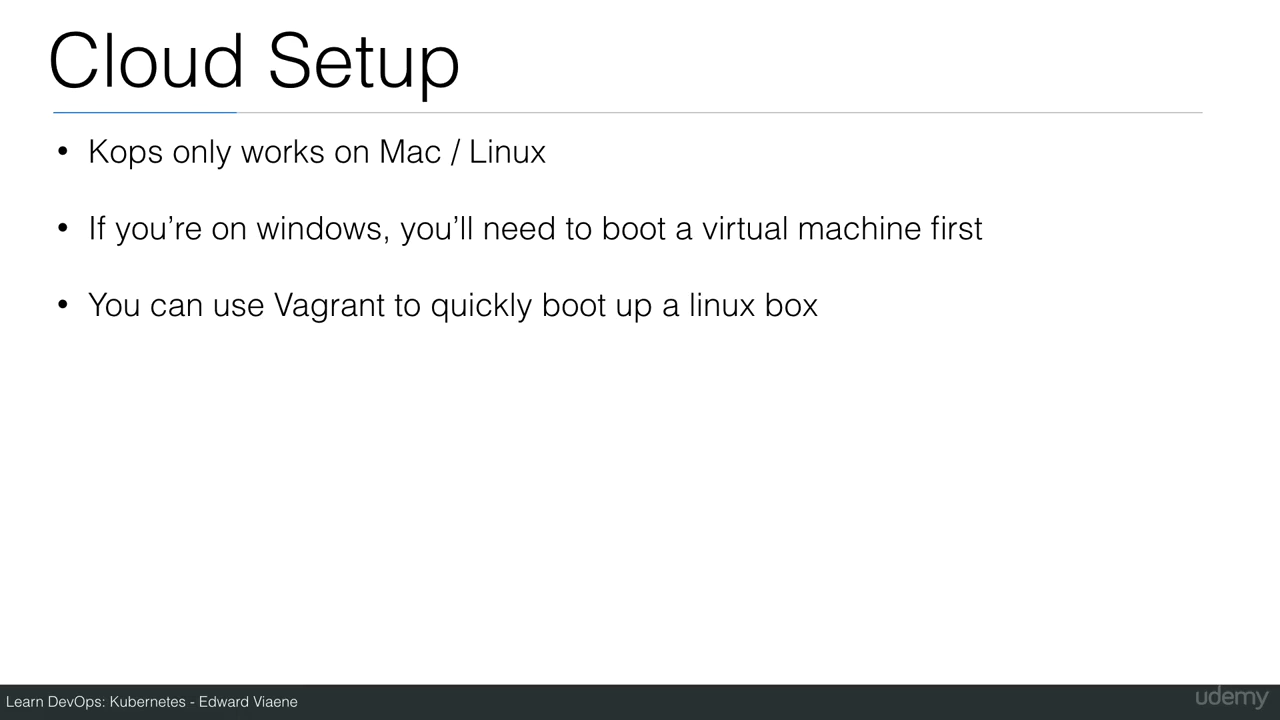 Cloud Setup
• Kops only works on Mac / Linux
• If you’re on windows, you’ll need to boot a virtual machine first
• You can use Vagrant to quickly boot up a linux box
Learn DevOps: Kubernetes - Edward Viaene
udemy